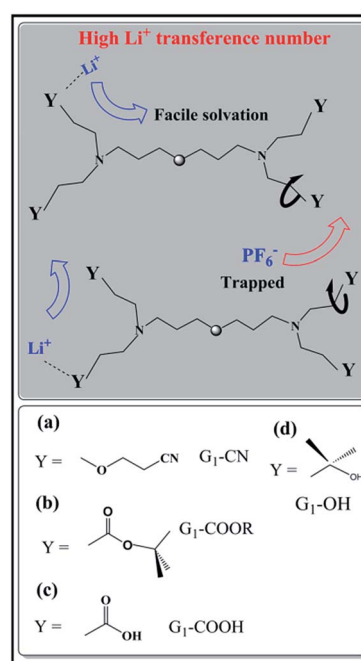 High Li⁺ transference number
Li⁺
Y
Y
N
Facile solvation
N
Y
Y
PF₆⁻
Trapped
Li⁺
Y
Y
N
N
Y
Y
(a)
Y = O CN G₁-CN
(b)
Y = O O G₁-COOR
(c)
Y = O OH G₁-COOH
(d)
Y = OH
G₁-OH